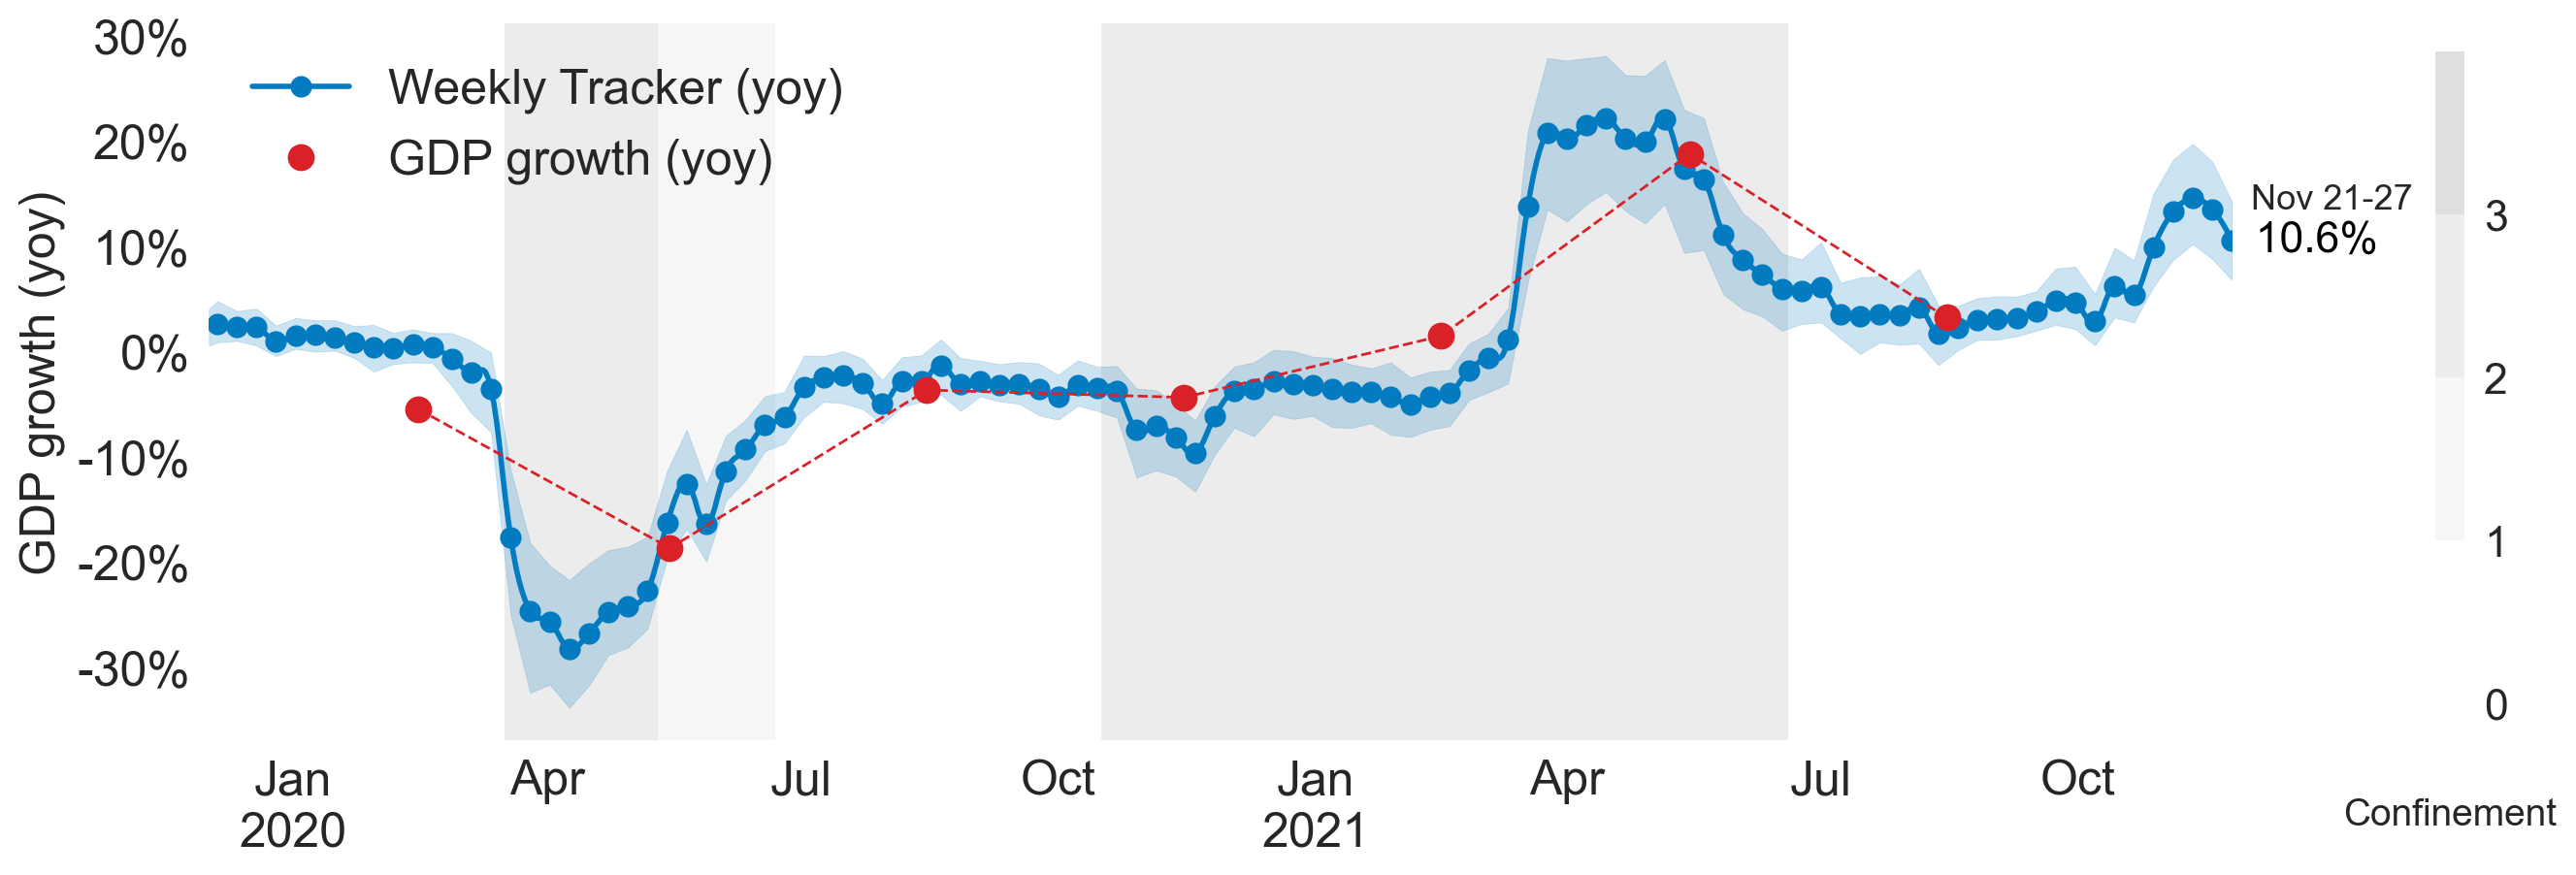 30%
20%
10%
0%
-10%
-20%
-30%
GDP growth (yoy)
Weekly Tracker (yoy)
GDP growth (yoy)
Nov 21-27
10.6%
3
2
1
0
Jan Apr Jul Oct Jan Apr Jul Oct
2020 2021
Confinement